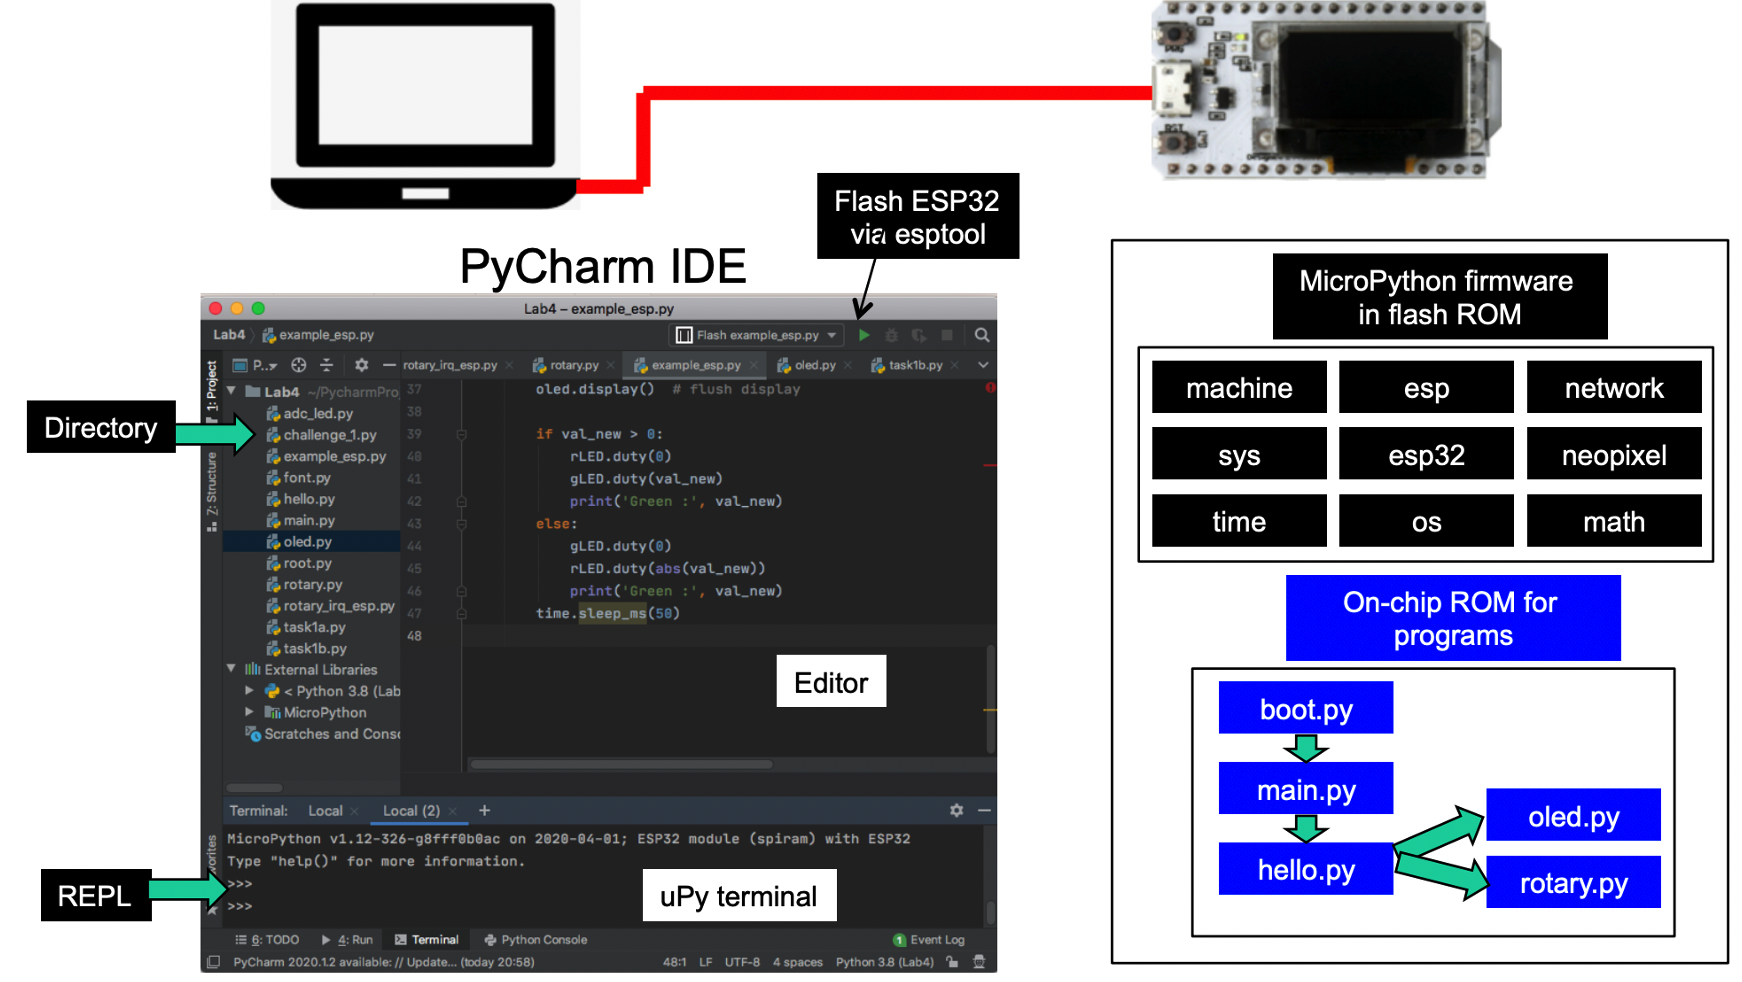 PRG
RST
Flash ESP32
via esptool
PyCharm IDE
Lab4 – example_esp.py
Lab4
example_esp.py
Flash example_esp.py
1: Project
P..
rotary_irq_esp.py
rotary.py
example_esp.py
oled.py
task1b.py
Lab4 ~/PycharmPro
adc_led.py
challenge_1.py
example_esp.py
font.py
hello.py
main.py
oled.py
root.py
rotary.py
rotary_irq_esp.py
task1a.py
task1b.py
External Libraries
< Python 3.8 (Lab
MicroPython
Scratches and Conso
Directory
Z: Structure
37 oled.display() # flush display
38
39 if val_new > 0:
40 rLED.duty(0)
41 gLED.duty(val_new)
42 print('Green :', val_new)
43 else:
44 gLED.duty(0)
45 rLED.duty(abs(val_new))
46 print('Green :', val_new)
47 time.sleep_ms(50)
48
Editor
Terminal: Local Local (2) +
MicroPython v1.12-326-g8fff0b0ac on 2020-04-01; ESP32 module (spiram) with ESP32
Type "help()" for more information.
>>>
>>>
vorites
REPL
uPy terminal
6: TODO
4: Run
Terminal
Python Console
1 Event Log
PyCharm 2020.1.2 available: // Update... (today 20:58)
48:1 LF UTF-8 4 spaces Python 3.8 (Lab4)
MicroPython firmware
in flash ROM
machine esp network
sys esp32 neopixel
time os math
On-chip ROM for
programs
boot.py
main.py
hello.py
oled.py
rotary.py